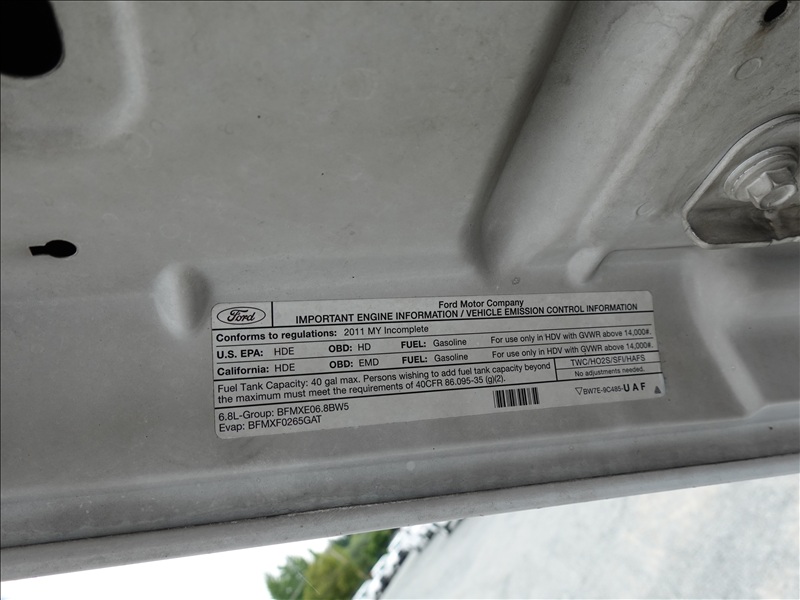 Ford
Ford Motor Company
IMPORTANT ENGINE INFORMATION / VEHICLE EMISSION CONTROL INFORMATION
Conforms to regulations: 2011 MY Incomplete
U.S. EPA: HDE OBD: HD FUEL: Gasoline For use only in HDV with GVWR above 14,000#.
California: HDE OBD: EMD FUEL: Gasoline For use only in HDV with GVWR above 14,000#.
Fuel Tank Capacity: 40 gal max. Persons wishing to add fuel tank capacity beyond
the maximum must meet the requirements of 40CFR 86.095-35 (g)(2).
TWC/HO2S/SFI/HAFS
No adjustments needed.
6.8L-Group: BFMXE06.8BW5
Evap: BFMXF0265GAT
BW7E-9C485-UAF